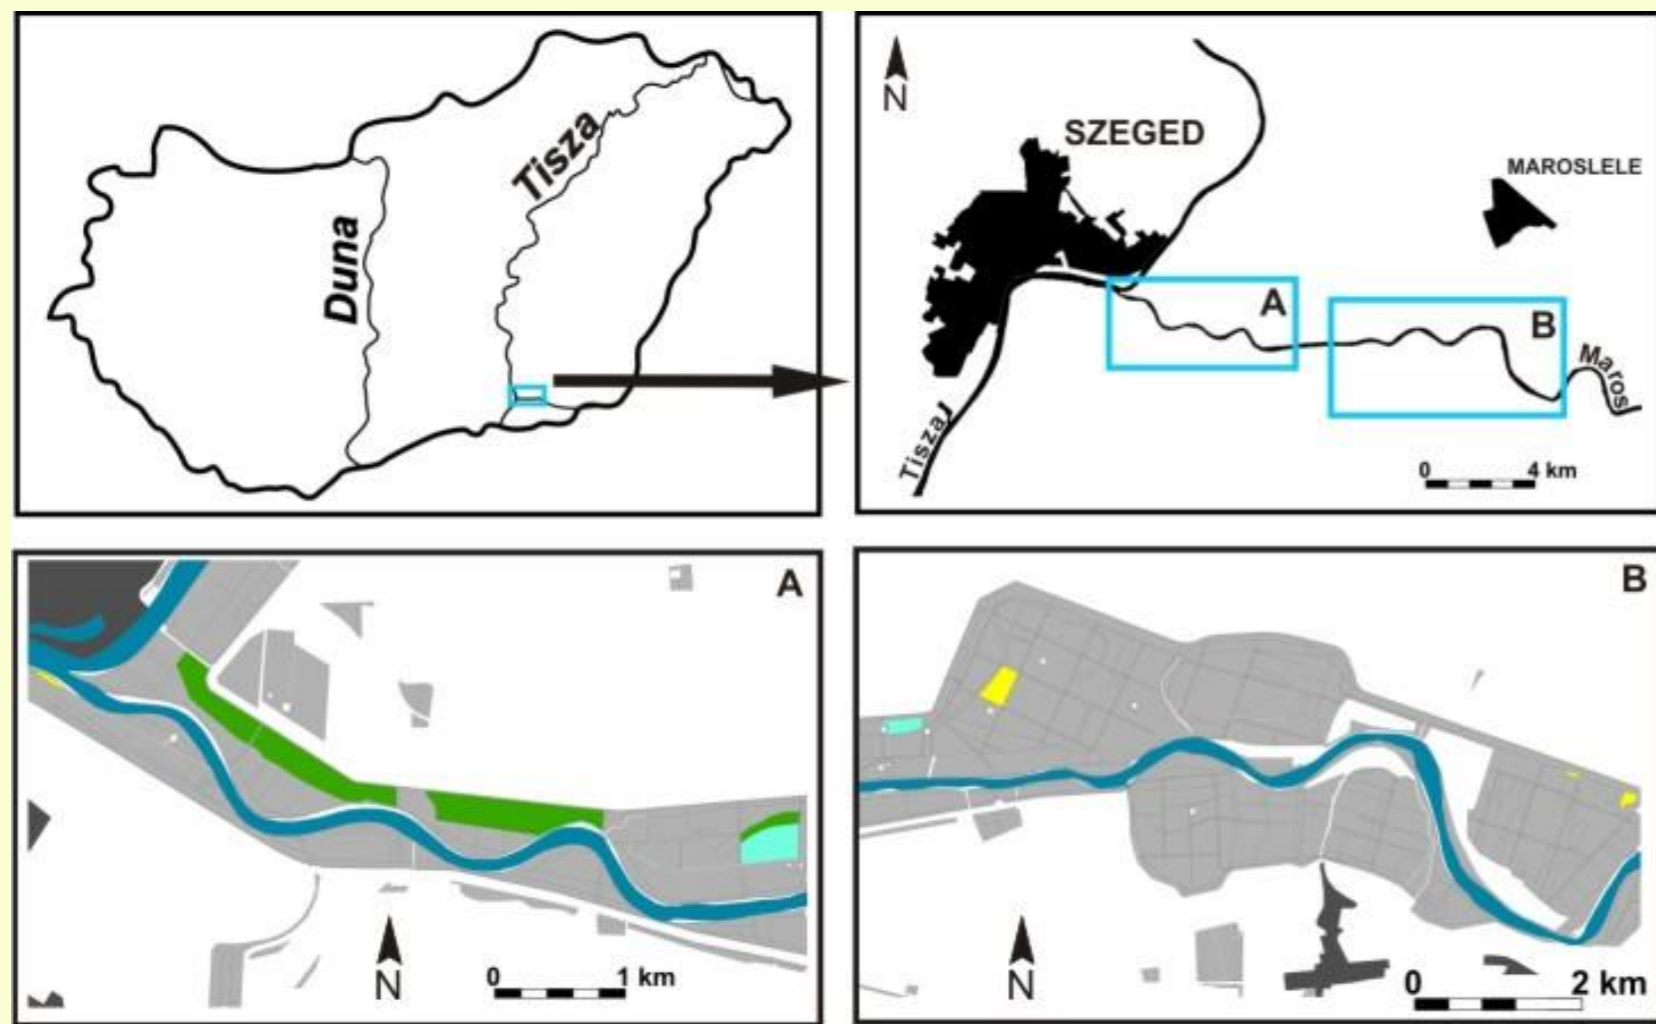 Duna
Tisza
N
SZEGED
MAROSLELE
A
B
Maros
Tisza
0 4 km
A
N
0 1 km
B
N
0 2 km